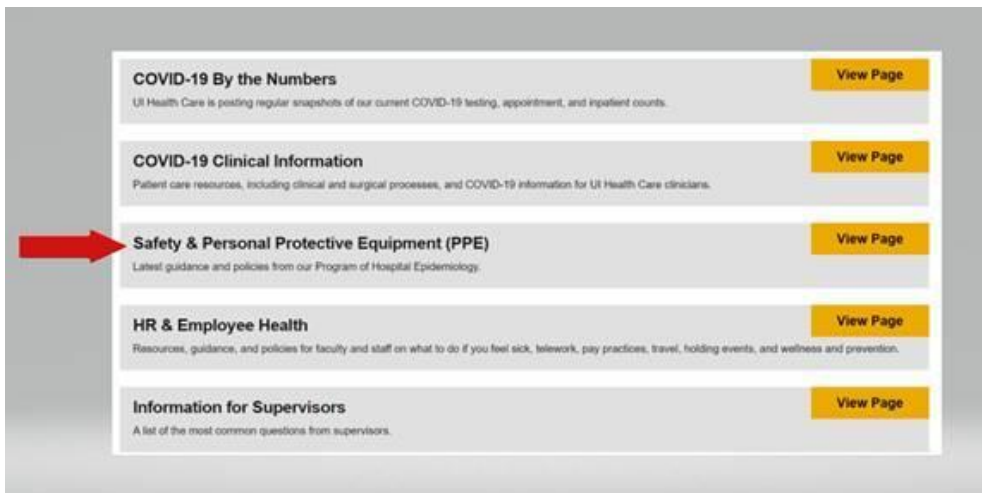 COVID-19 By the Numbers
View Page
UI Health Care is posting regular snapshots of our current COVID-19 testing, appointment, and inpatient counts.
COVID-19 Clinical Information
View Page
Patient care resources, including clinical and surgical processes, and COVID-19 information for UI Health Care clinicians.
Safety & Personal Protective Equipment (PPE)
View Page
Latest guidance and policies from our Program of Hospital Epidemiology.
HR & Employee Health
View Page
Resources, guidance, and policies for faculty and staff on what to do if you feel sick, telework, pay practices, travel, holding events, and wellness and prevention.
Information for Supervisors
View Page
A list of the most common questions from supervisors.